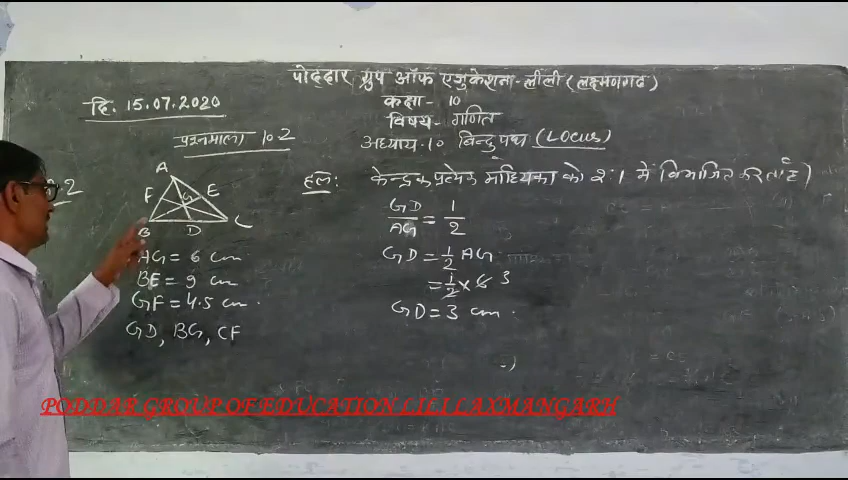 पोद्दार ग्रुप ऑफ एजुकेशन-लीली (लक्ष्मणगढ)
दि. 15.07.2020
कक्षा- 10
विषय- गणित
प्रश्नमाला 10.2
अध्याय-10 बिन्दुपथ (Locus)
2
A
F
E
G
B
D
C
AG = 6 cm
BE = 9 cm
GF = 4.5 cm.
GD, BG, CF
हल: केन्द्रक प्रत्येक माध्यिका को 2:1 में विभाजित करता है
GD/AG = 1/2
GD = 1/2 AG
= 1/2 × 6 3
GD = 3 cm.
PODDAR GROUP OF EDUCATION LILI LAXMANGARH